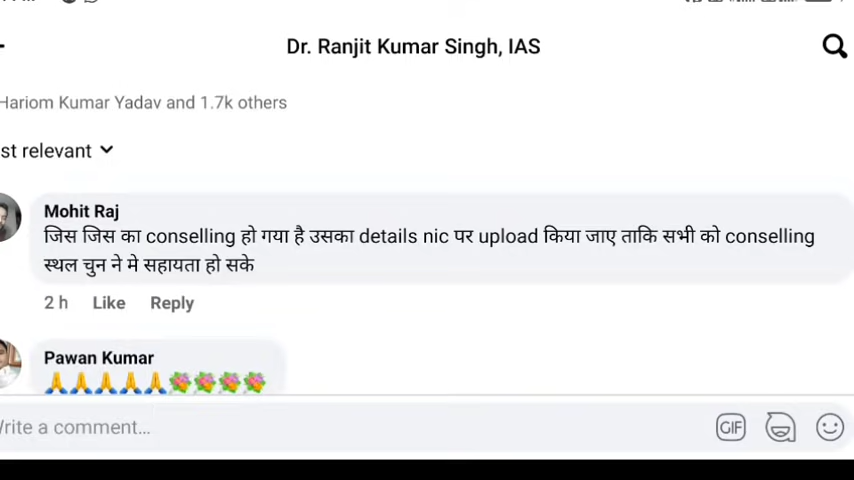 Dr. Ranjit Kumar Singh, IAS
Hariom Kumar Yadav and 1.7k others
st relevant
Mohit Raj
जिस जिस का conselling हो गया है उसका details nic पर upload किया जाए ताकि सभी को conselling
स्थल चुन ने मे सहायता हो सके
2 h Like Reply
Pawan Kumar
🙏🙏🙏🙏🙏💐💐💐💐
rite a comment...
GIF